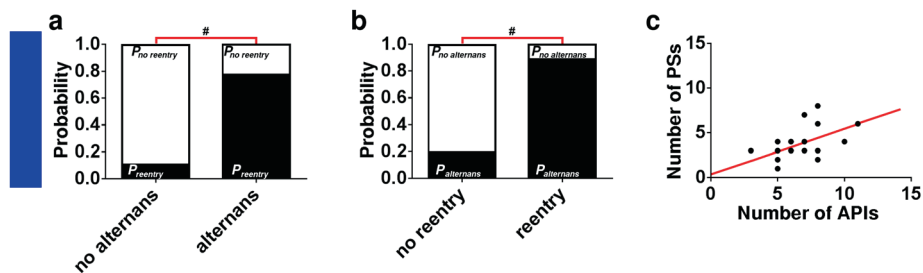 a
#
1.0
0.8
0.6
0.4
0.2
0.0
Probability
P no reentry
P no reentry
P reentry
P reentry
no alternans
alternans
b
#
1.0
0.8
0.6
0.4
0.2
0.0
Probability
P no alternans
P no alternans
P alternans
P alternans
no reentry
reentry
c
15
10
5
0
Number of PSs
0
5
10
15
Number of APIs